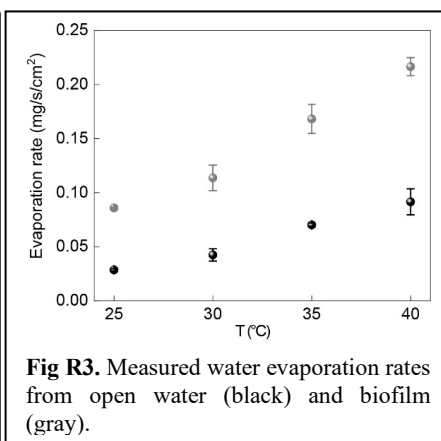 0.25
0.20
0.15
0.10
0.05
0.00
Evaporation rate (mg/s/cm²)
25 30 35 40
T (°C)
Fig R3. Measured water evaporation rates
from open water (black) and biofilm
(gray).